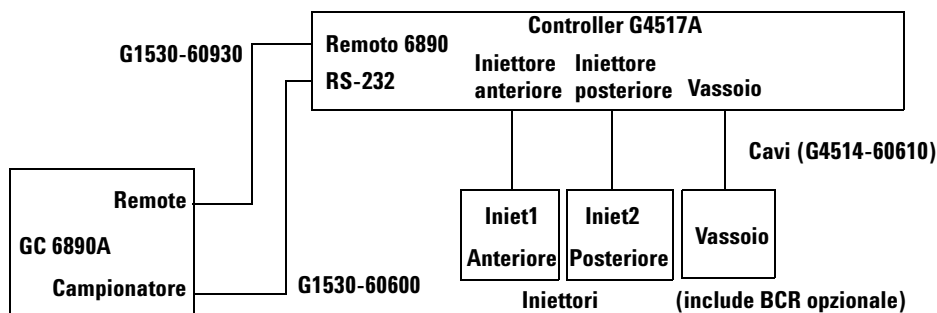 Controller G4517A
Remoto 6890
G1530-60930
RS-232
Iniettore anteriore
Iniettore posteriore
Vassoio
Cavi (G4514-60610)
Remote
GC 6890A
Campionatore
G1530-60600
Iniet1
Anteriore
Iniet2
Posteriore
Vassoio
Iniettori
(include BCR opzionale)